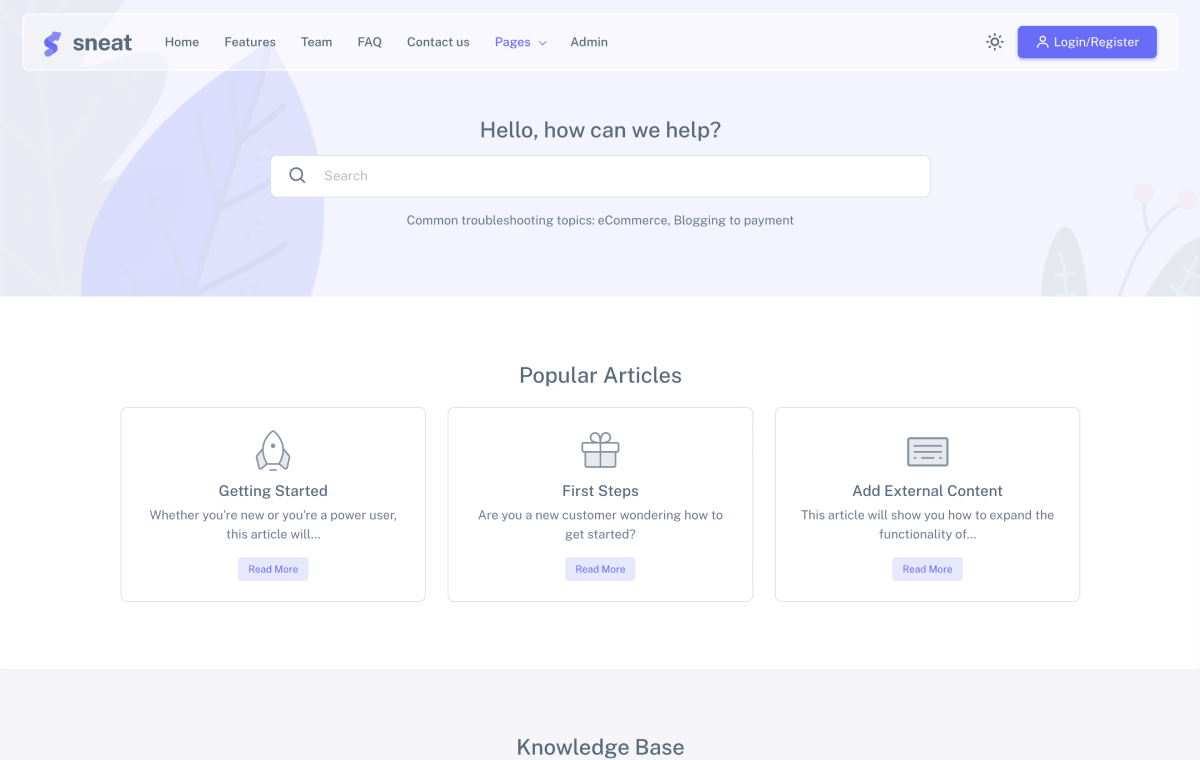 sneat
Home Features Team FAQ Contact us Pages Admin
Login/Register
Hello, how can we help?
Search
Common troubleshooting topics: eCommerce, Blogging to payment
Popular Articles
Getting Started
Whether you're new or you're a power user,
this article will...
Read More
First Steps
Are you a new customer wondering how to
get started?
Read More
Add External Content
This article will show you how to expand the
functionality of...
Read More
Knowledge Base